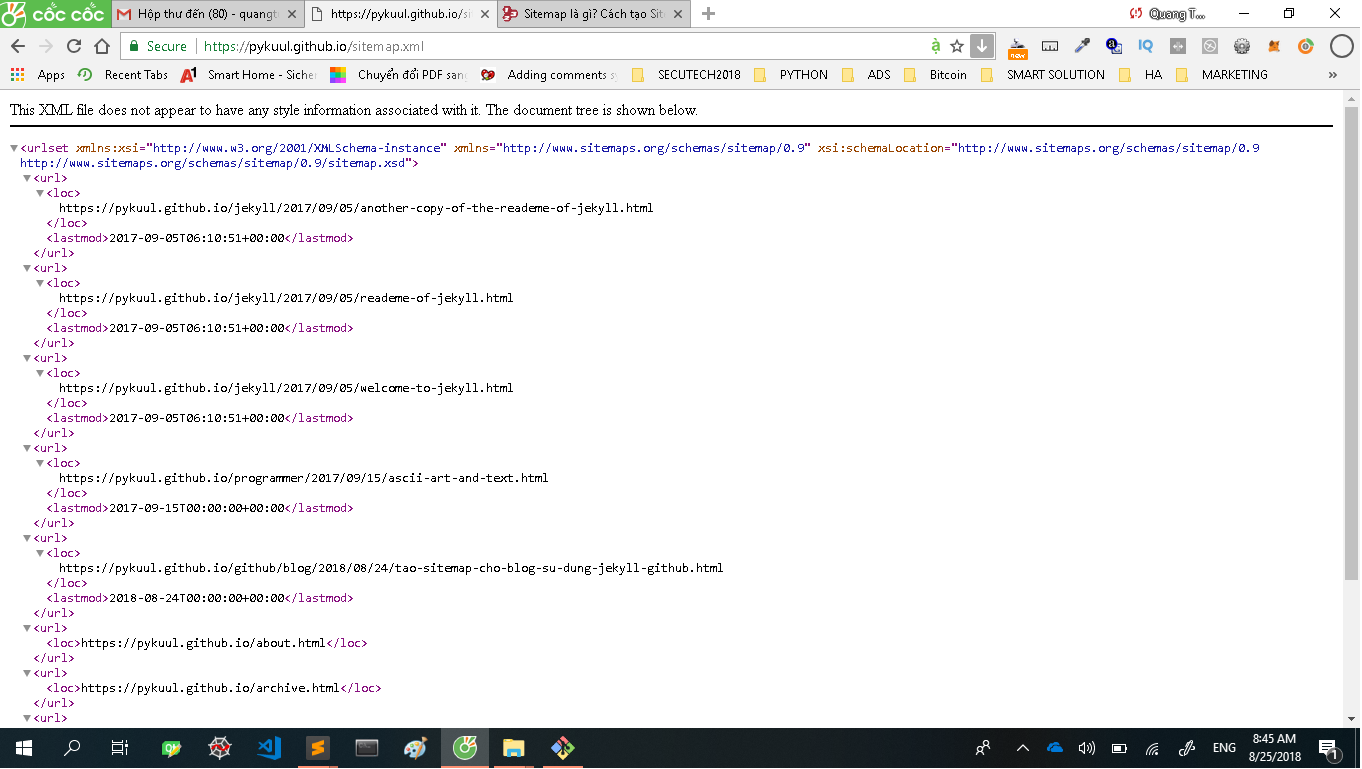 cốc cốc
Hộp thư đến (80) - quangt
https://pykuul.github.io/si
Sitemap là gì? Cách tạo Sit
Quang T...
Secure
https://pykuul.github.io/sitemap.xml
new
IQ
Apps
Recent Tabs
Smart Home - Sicher
Chuyển đổi PDF sang
Adding comments sy
SECUTECH2018
PYTHON
ADS
Bitcoin
SMART SOLUTION
HA
MARKETING
»
This XML file does not appear to have any style information associated with it. The document tree is shown below.
<urlset xmlns:xsi="http://www.w3.org/2001/XMLSchema-instance" xmlns="http://www.sitemaps.org/schemas/sitemap/0.9" xsi:schemaLocation="http://www.sitemaps.org/schemas/sitemap/0.9
http://www.sitemaps.org/schemas/sitemap/0.9/sitemap.xsd">
<url>
<loc>
https://pykuul.github.io/jekyll/2017/09/05/another-copy-of-the-reademe-of-jekyll.html
</loc>
<lastmod>2017-09-05T06:10:51+00:00</lastmod>
</url>
<url>
<loc>
https://pykuul.github.io/jekyll/2017/09/05/reademe-of-jekyll.html
</loc>
<lastmod>2017-09-05T06:10:51+00:00</lastmod>
</url>
<url>
<loc>
https://pykuul.github.io/jekyll/2017/09/05/welcome-to-jekyll.html
</loc>
<lastmod>2017-09-05T06:10:51+00:00</lastmod>
</url>
<url>
<loc>
https://pykuul.github.io/programmer/2017/09/15/ascii-art-and-text.html
</loc>
<lastmod>2017-09-15T00:00:00+00:00</lastmod>
</url>
<url>
<loc>
https://pykuul.github.io/github/blog/2018/08/24/tao-sitemap-cho-blog-su-dung-jekyll-github.html
</loc>
<lastmod>2018-08-24T00:00:00+00:00</lastmod>
</url>
<url>
<loc>https://pykuul.github.io/about.html</loc>
</url>
<url>
<loc>https://pykuul.github.io/archive.html</loc>
</url>
<url>
ENG
8:45 AM
8/25/2018
1